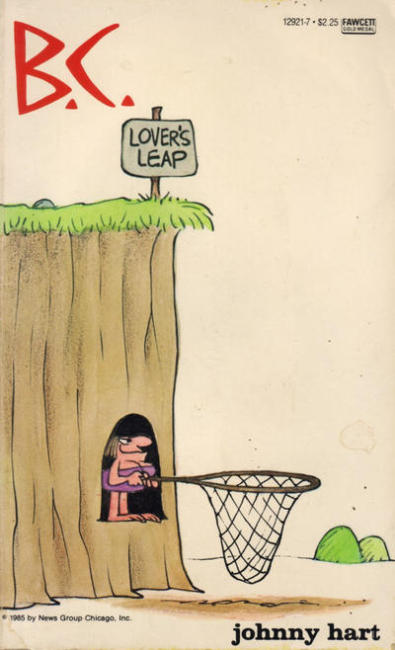 B.C.
12921-7 • $2.25 FAWCETT
GOLD MEDAL
LOVER'S
LEAP
© 1985 by News Group Chicago, Inc.
johnny hart